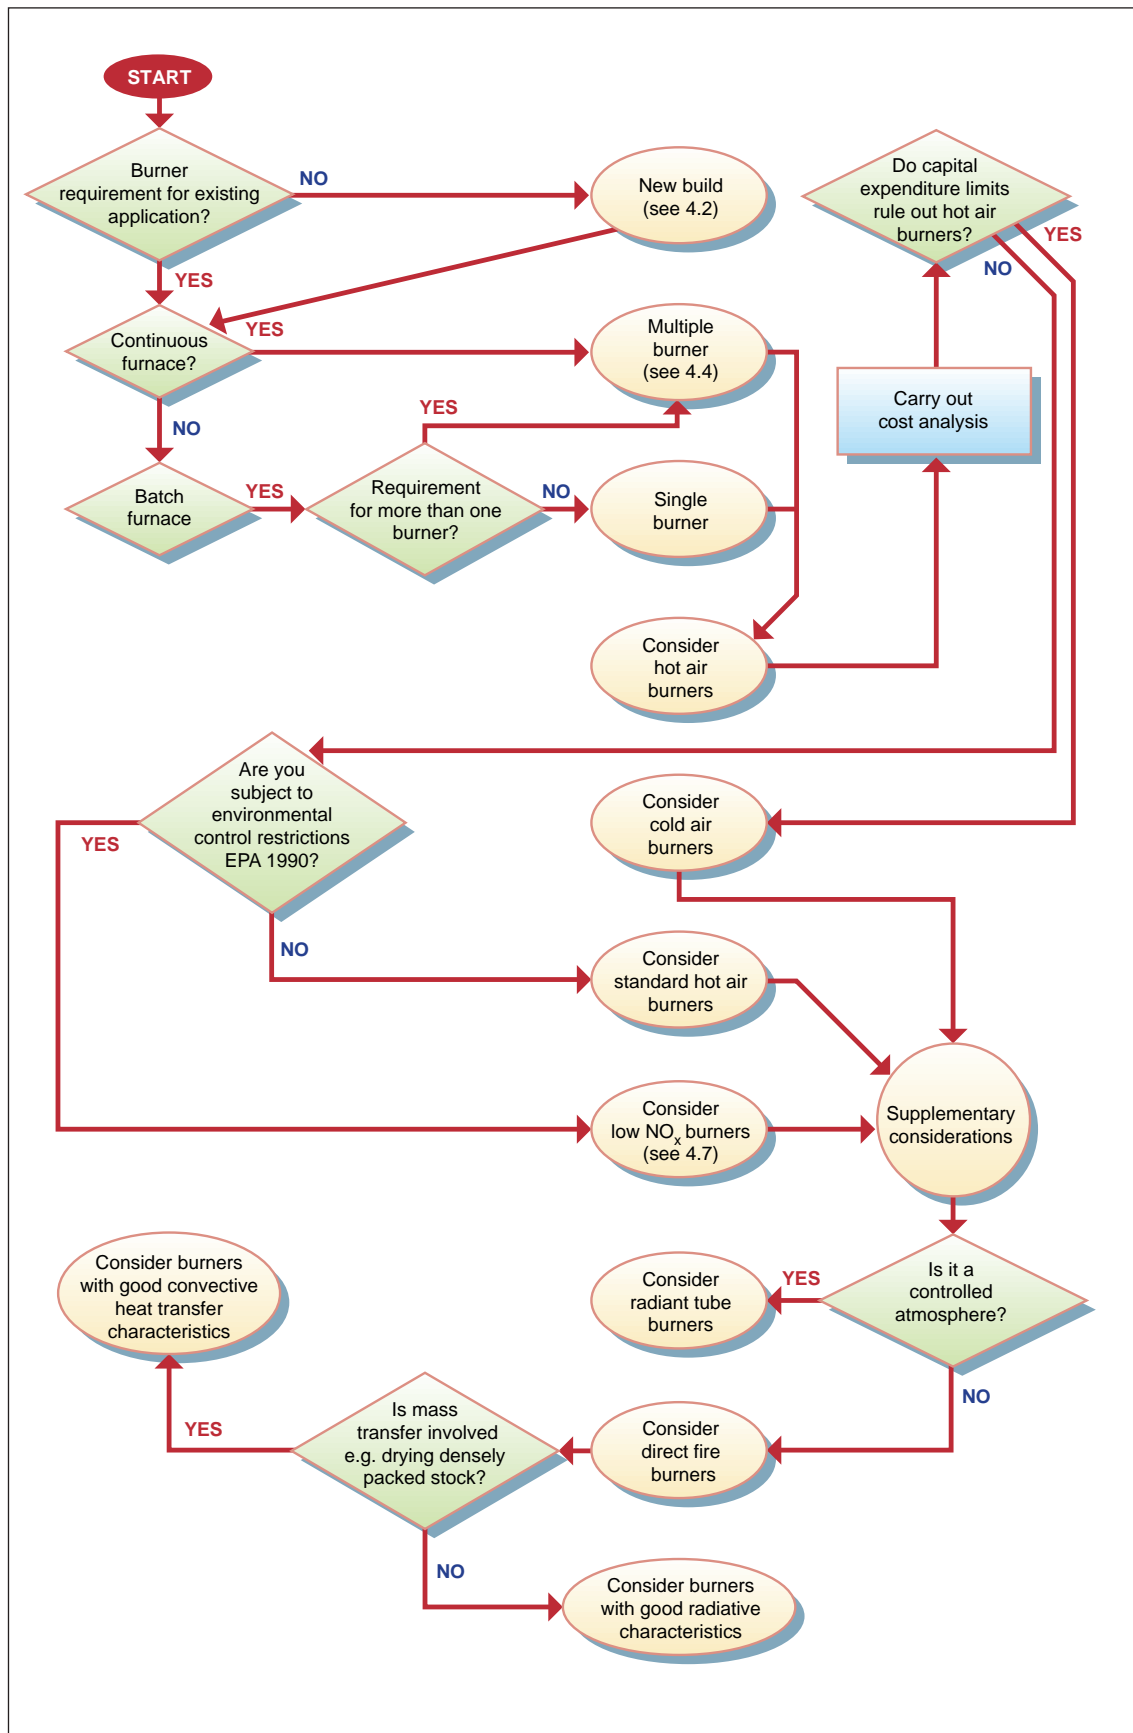 START
Burner
requirement for existing
application?
NO
New build
(see 4.2)
Do capital
expenditure limits
rule out hot air
burners?
YES
NO
YES
Continuous
furnace?
YES
Multiple
burner
(see 4.4)
Carry out
cost analysis
NO
YES
Batch
furnace
YES
Requirement
for more than one
burner?
NO
Single
burner
Consider
hot air
burners
Are you
subject to
environmental
control restrictions
EPA 1990?
YES
NO
Consider
cold air
burners
Consider
standard hot air
burners
Consider
low NOx burners
(see 4.7)
Supplementary
considerations
Is it a
controlled
atmosphere?
YES
Consider
radiant tube
burners
NO
Consider
direct fire
burners
Consider burners
with good convective
heat transfer
characteristics
YES
Is mass
transfer involved
e.g. drying densely
packed stock?
NO
Consider burners
with good radiative
characteristics